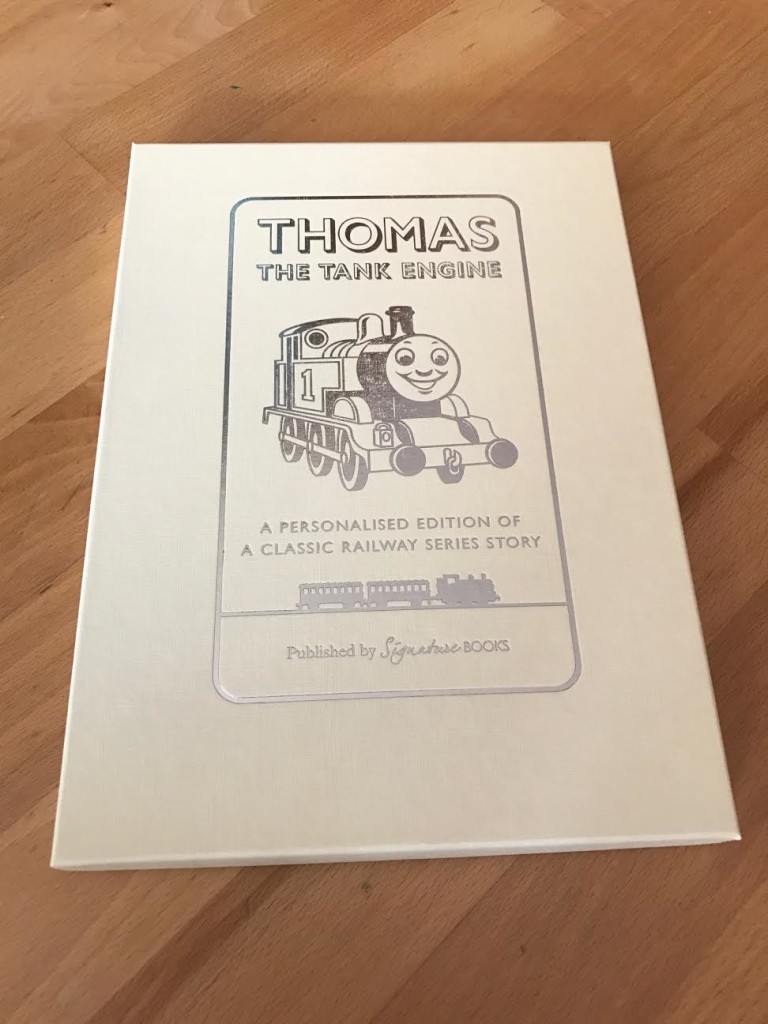 THOMAS
THE TANK ENGINE
1
A PERSONALISED EDITION OF
A CLASSIC RAILWAY SERIES STORY
Published by Signature BOOKS